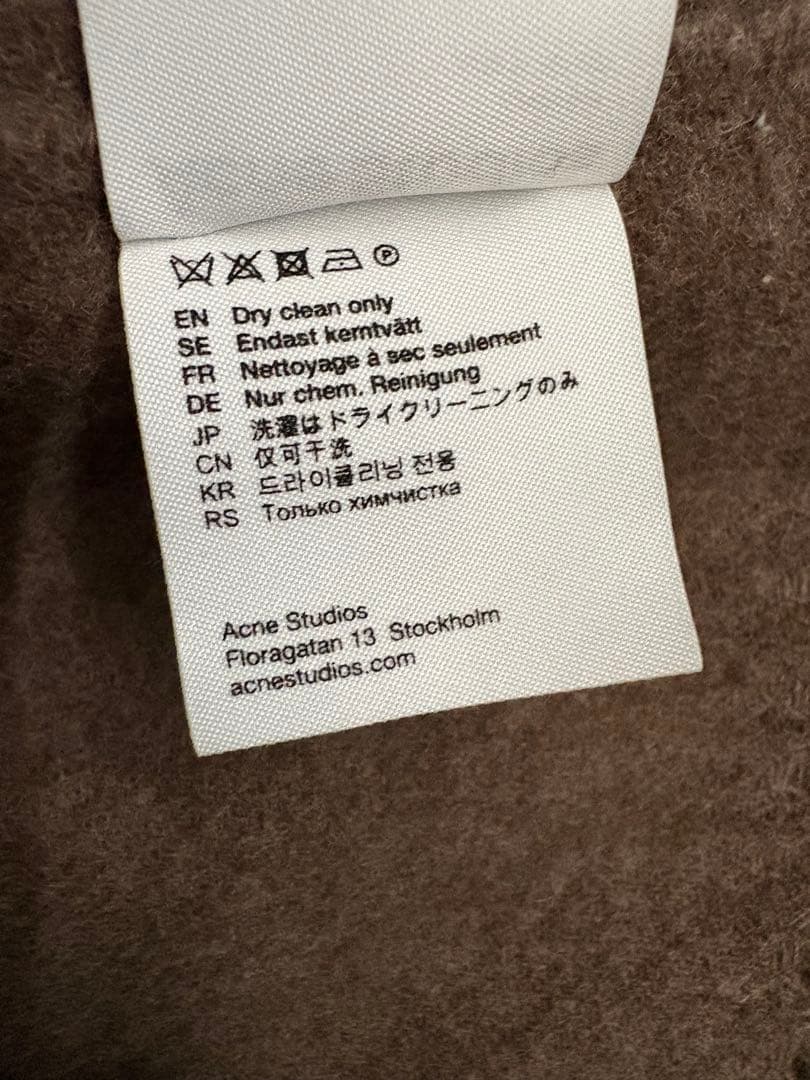 P
EN Dry clean only
SE Endast kemtvätt
FR Nettoyage à sec seulement
DE Nur chem. Reinigung
JP 洗濯はドライクリーニングのみ
CN 仅可干洗
KR 드라이클리닝 전용
RS Только химчистка
Acne Studios
Floragatan 13 Stockholm
acnestudios.com